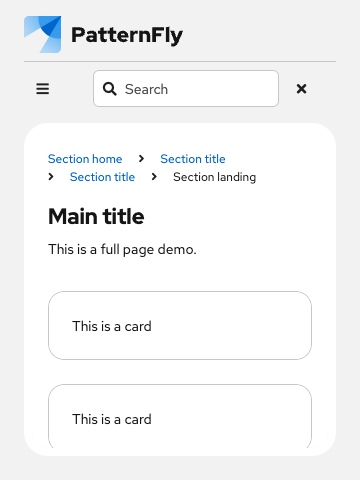 PatternFly
Search
Section home > Section title
> Section title > Section landing
Main title
This is a full page demo.
This is a card
This is a card